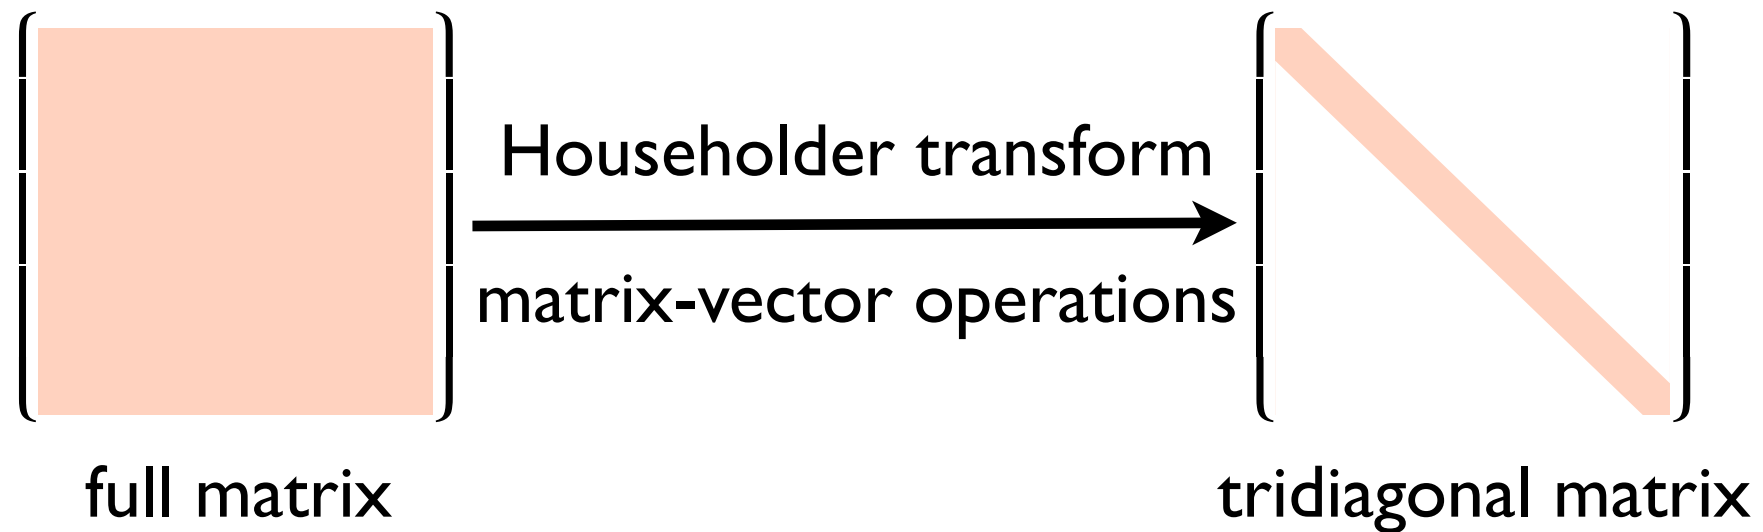 Householder transform
matrix-vector operations
full matrix
tridiagonal matrix